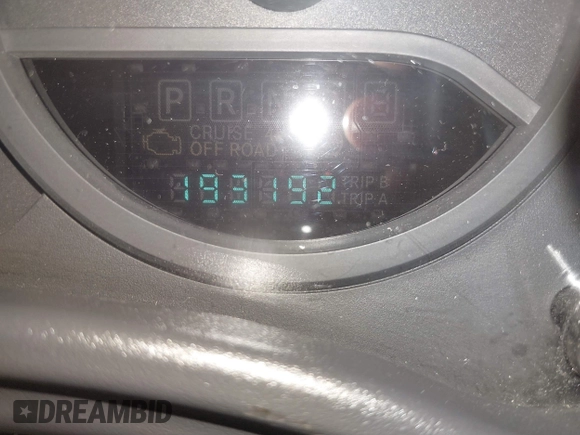 P R
CRUISE
OFF ROAD
193192 TRIP B
TRIP A
DREAMBID